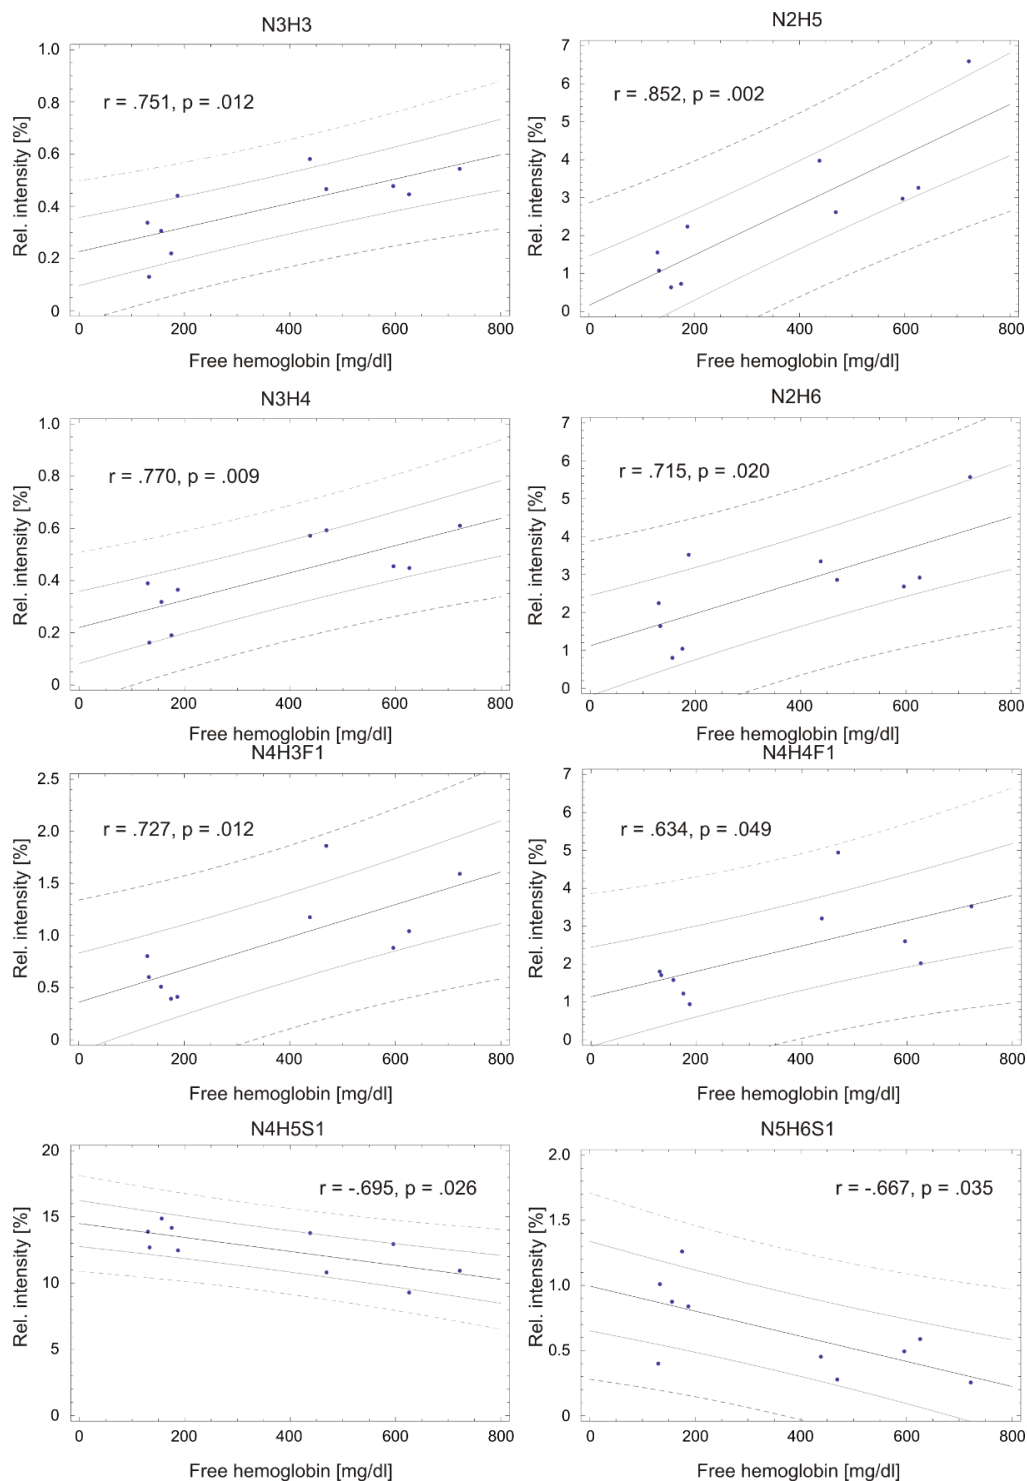 N3H3
1.0
0.8
0.6
0.4
0.2
0
Rel. intensity [%]
r = .751, p = .012
0 200 400 600 800
Free hemoglobin [mg/dl]
N2H5
7
6
5
4
3
2
1
0
Rel. intensity [%]
r = .852, p = .002
0 200 400 600 800
Free hemoglobin [mg/dl]
N3H4
1.0
0.8
0.6
0.4
0.2
0
Rel. intensity [%]
r = .770, p = .009
0 200 400 600 800
Free hemoglobin [mg/dl]
N2H6
7
6
5
4
3
2
1
0
Rel. intensity [%]
r = .715, p = .020
0 200 400 600 800
Free hemoglobin [mg/dl]
N4H3F1
2.5
2.0
1.5
1.0
0.5
0
Rel. intensity [%]
r = .727, p = .012
0 200 400 600 800
Free hemoglobin [mg/dl]
N4H4F1
7
6
5
4
3
2
1
0
Rel. intensity [%]
r = .634, p = .049
0 200 400 600 800
Free hemoglobin [mg/dl]
N4H5S1
20
15
10
5
0
Rel. intensity [%]
r = -.695, p = .026
0 200 400 600 800
Free hemoglobin [mg/dl]
N5H6S1
2.0
1.5
1.0
0.5
0.0
Rel. intensity [%]
r = -.667, p = .035
0 200 400 600 800
Free hemoglobin [mg/dl]